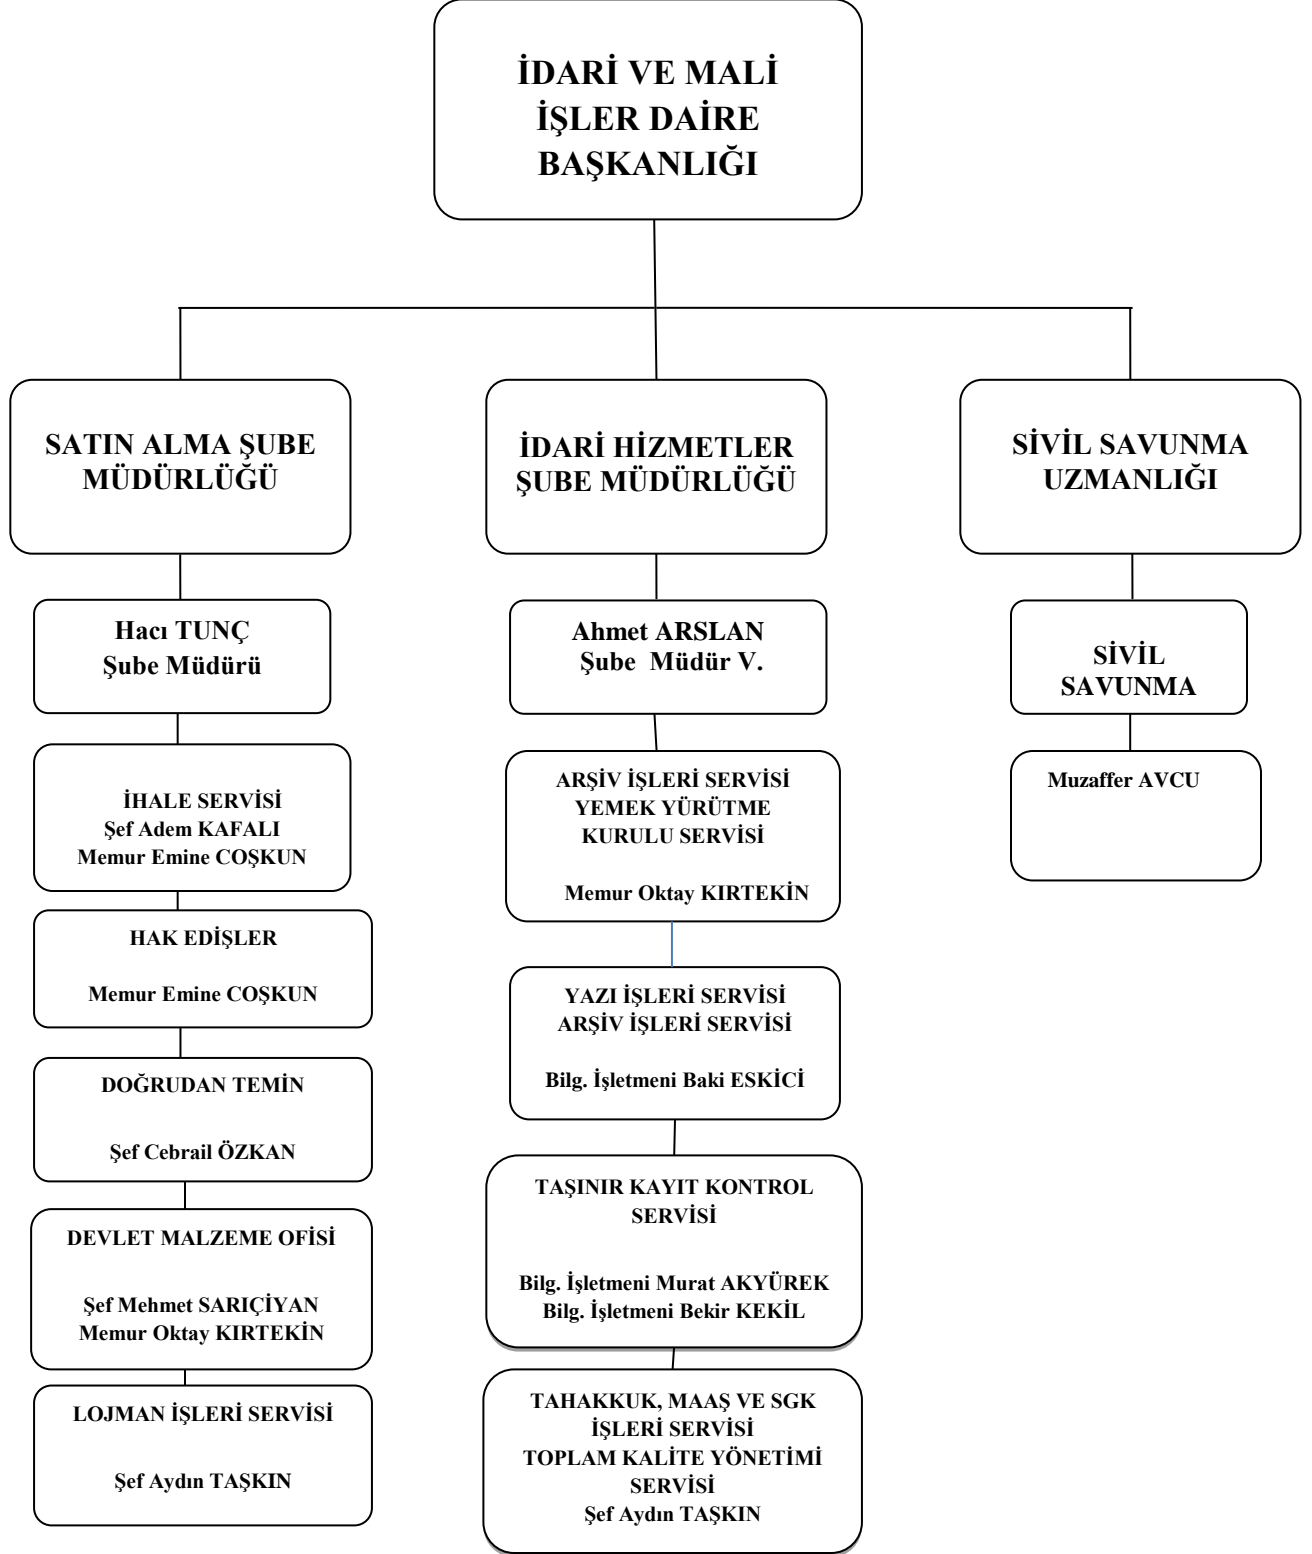 İDARİ VE MALİ
İŞLER DAİRE
BAŞKANLIĞI
SATIN ALMA ŞUBE
MÜDÜRLÜĞÜ
Hacı TUNÇ
Şube Müdürü
İHALE SERVİSİ
Şef Adem KAFALI
Memur Emine COŞKUN
HAK EDİŞLER
Memur Emine COŞKUN
DOĞRUDAN TEMİN
Şef Cebrail ÖZKAN
DEVLET MALZEME OFİSİ
Şef Mehmet SARIÇİYAN
Memur Oktay KIRTEKİN
LOJMAN İŞLERİ SERVİSİ
Şef Aydın TAŞKIN
İDARİ HİZMETLER
ŞUBE MÜDÜRLÜĞÜ
Ahmet ARSLAN
Şube Müdür V.
ARŞİV İŞLERİ SERVİSİ
YEMEK YÜRÜTME
KURULU SERVİSİ
Memur Oktay KIRTEKİN
YAZI İŞLERİ SERVİSİ
ARŞİV İŞLERİ SERVİSİ
Bilg. İşletmeni Baki ESKİCİ
TAŞINIR KAYIT KONTROL
SERVİSİ
Bilg. İşletmeni Murat AKYÜREK
Bilg. İşletmeni Bekir KEKİL
TAHAKKUK, MAAŞ VE SGK
İŞLERİ SERVİSİ
TOPLAM KALİTE YÖNETİMİ
SERVİSİ
Şef Aydın TAŞKIN
SİVİL SAVUNMA
UZMANLIĞI
SİVİL
SAVUNMA
Muzaffer AVCU